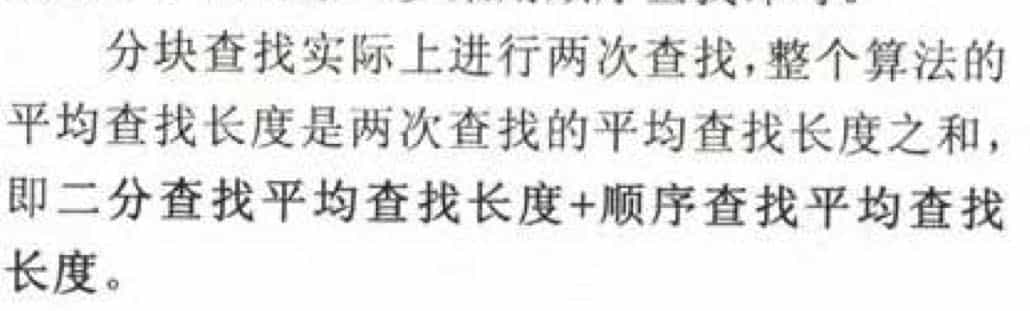 分块查找实际上进行两次查找,整个算法的
平均查找长度是两次查找的平均查找长度之和,
即二分查找平均查找长度+顺序查找平均查找
长度。